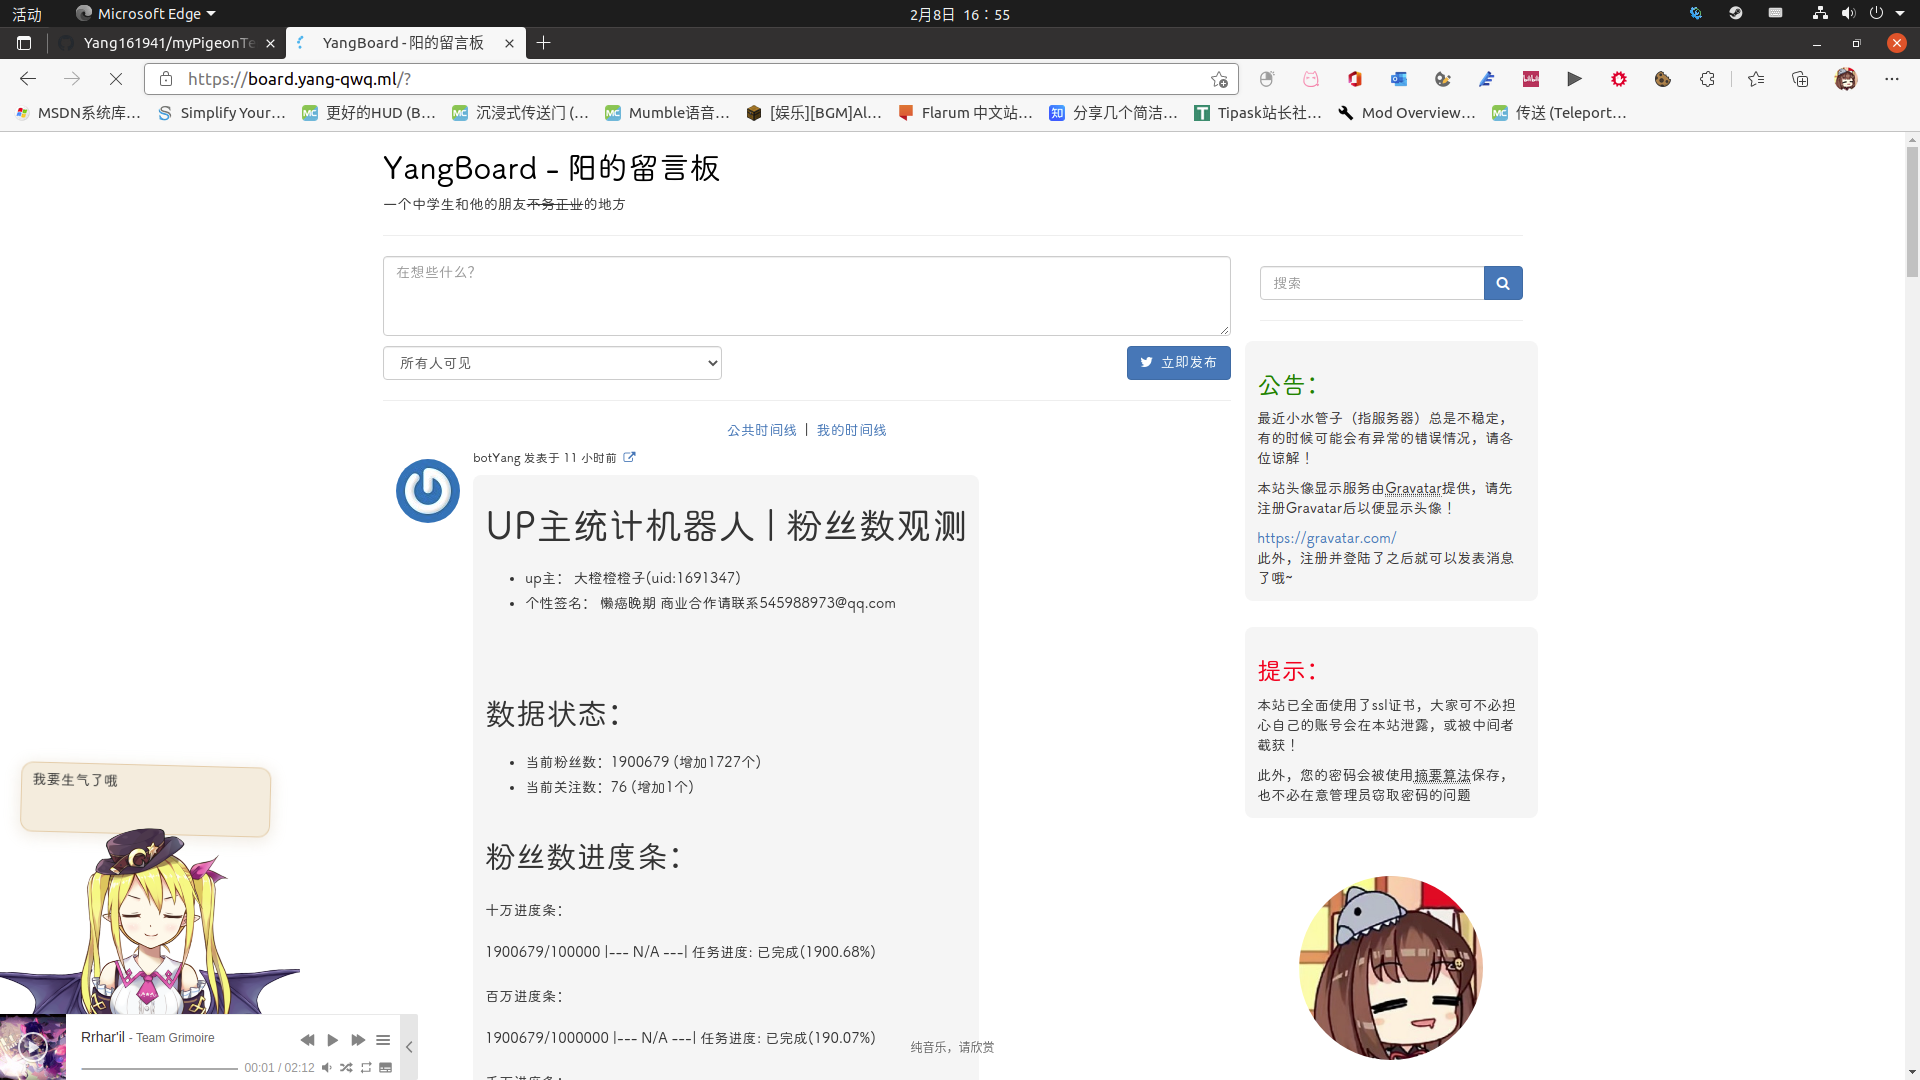 活动
Microsoft Edge
2月8日 16：55
Yang161941/myPigeonTe
YangBoard - 阳的留言板
https://board.yang-qwq.ml/?
MSDN系统库…
Simplify Your…
更好的HUD (B…
沉浸式传送门 (…
Mumble语音…
[娱乐][BGM]Al…
Flarum 中文站…
分享几个简洁…
Tipask站长社…
Mod Overview…
传送 (Teleport…
YangBoard - 阳的留言板
一个中学生和他的朋友不务正业的地方
在想些什么？
所有人可见
立即发布
公共时间线 | 我的时间线
botYang 发表于 11 小时前
UP主统计机器人 | 粉丝数观测
up主： 大橙橙橙子(uid:1691347)
个性签名： 懒癌晚期 商业合作请联系545988973@qq.com
数据状态：
当前粉丝数：1900679 (增加1727个)
当前关注数：76 (增加1个)
粉丝数进度条：
十万进度条：
1900679/100000 |--- N/A ---| 任务进度: 已完成(1900.68%)
百万进度条：
1900679/1000000 |--- N/A ---| 任务进度: 已完成(190.07%)
千万进度条：
搜索
公告：
最近小水管子（指服务器）总是不稳定，
有的时候可能会有异常的错误情况，请各
位谅解！
本站头像显示服务由Gravatar提供，请先
注册Gravatar后以便显示头像！
https://gravatar.com/
此外，注册并登陆了之后就可以发表消息
了哦~
提示：
本站已全面使用了ssl证书，大家可不必担
心自己的账号会在本站泄露，或被中间者
截获！
此外，您的密码会被使用摘要算法保存，
也不必在意管理员窃取密码的问题
我要生气了哦
Rrhar'il - Team Grimoire
00:01 / 02:12
纯音乐，请欣赏